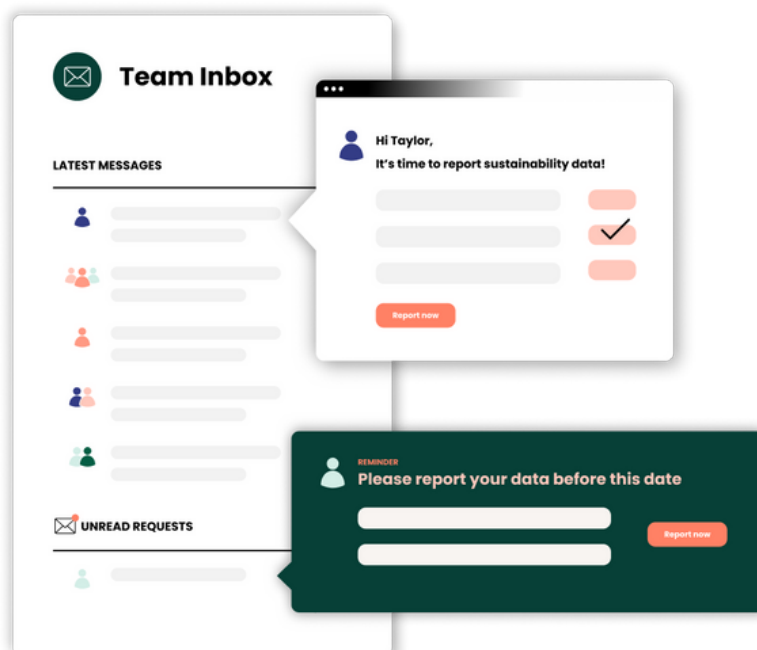 Team Inbox
LATEST MESSAGES
Hi Taylor,
It's time to report sustainability data!
Report now
REMINDER
Please report your data before this date
Report now
UNREAD REQUESTS